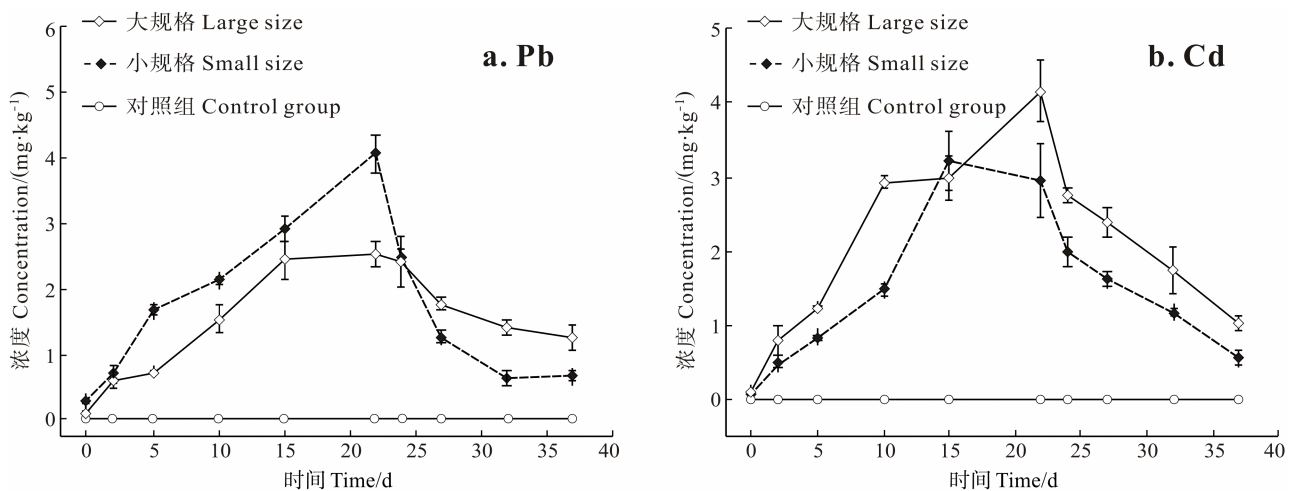 大规格 Large size
小规格 Small size
对照组 Control group
a. Pb
6
5
4
3
2
1
0
浓度 Concentration/(mg·kg⁻¹)
0 5 10 15 20 25 30 35 40
时间 Time/d
大规格 Large size
小规格 Small size
对照组 Control group
b. Cd
5
4
3
2
1
0
浓度 Concentration/(mg·kg⁻¹)
0 5 10 15 20 25 30 35 40
时间 Time/d